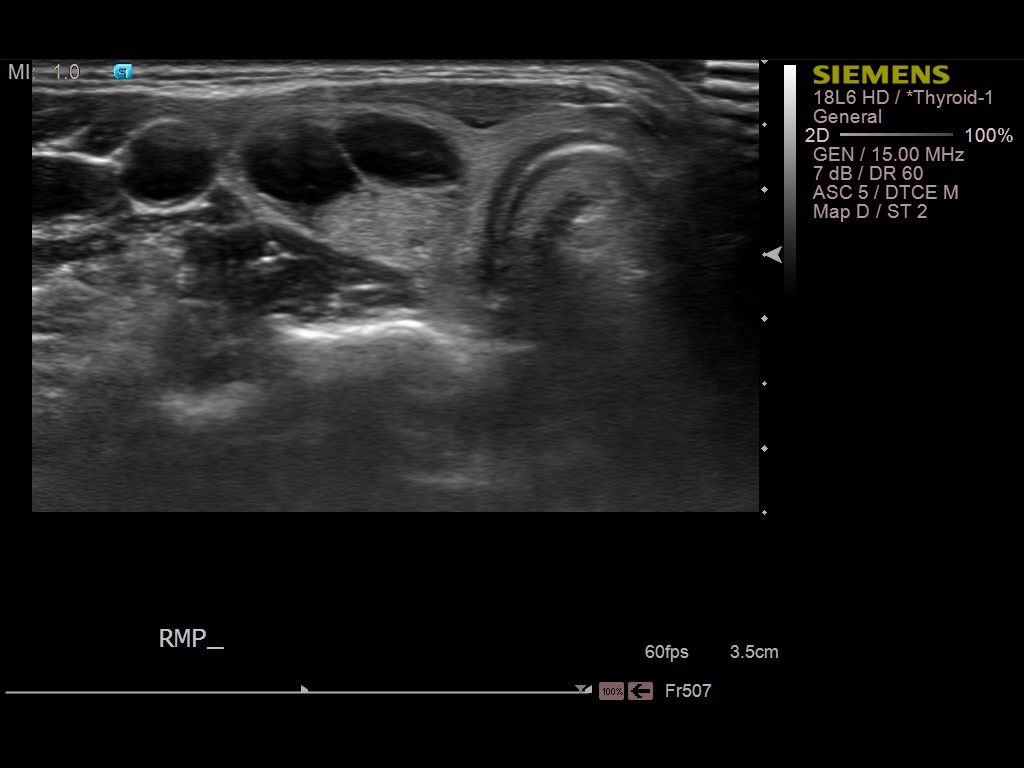 MI: 1.0
SIEMENS
18L6 HD / *Thyroid-1
General
2D 100%
GEN / 15.00 MHz
7 dB / DR 60
ASC 5 / DTCE M
Map D / ST 2
RMP_
60fps 3.5cm
100% Fr507